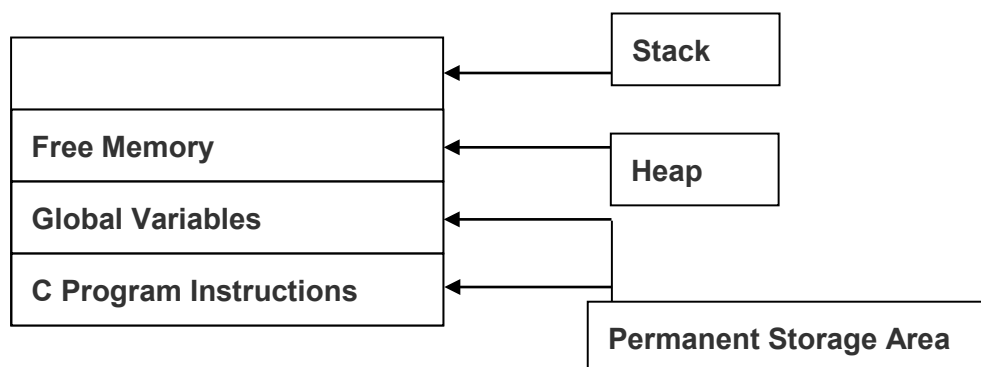 Stack
Free Memory
Heap
Global Variables
C Program Instructions
Permanent Storage Area